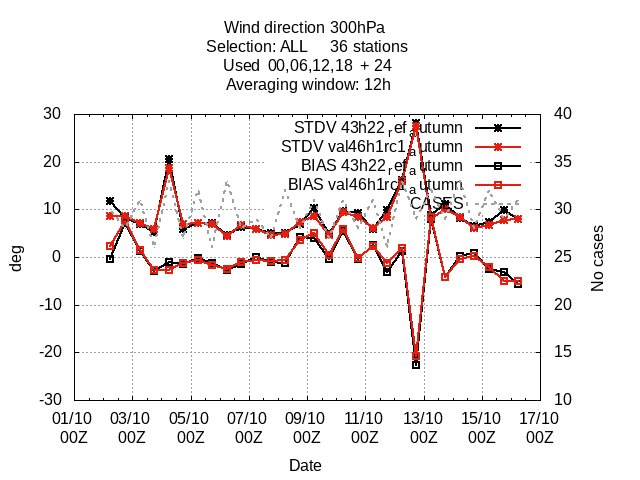 Wind direction 300hPa
Selection: ALL 36 stations
Used 00,06,12,18 + 24
Averaging window: 12h
STDV 43h22_ref_autumn
STDV val46h1rc1_autumn
BIAS 43h22_ref_autumn
BIAS val46h1rc1_autumn
CASES
30
20
10
0
-10
-20
-30
deg
40
35
30
25
20
15
10
No cases
01/10 03/10 05/10 07/10 09/10 11/10 13/10 15/10 17/10
00Z 00Z 00Z 00Z 00Z 00Z 00Z 00Z 00Z
Date